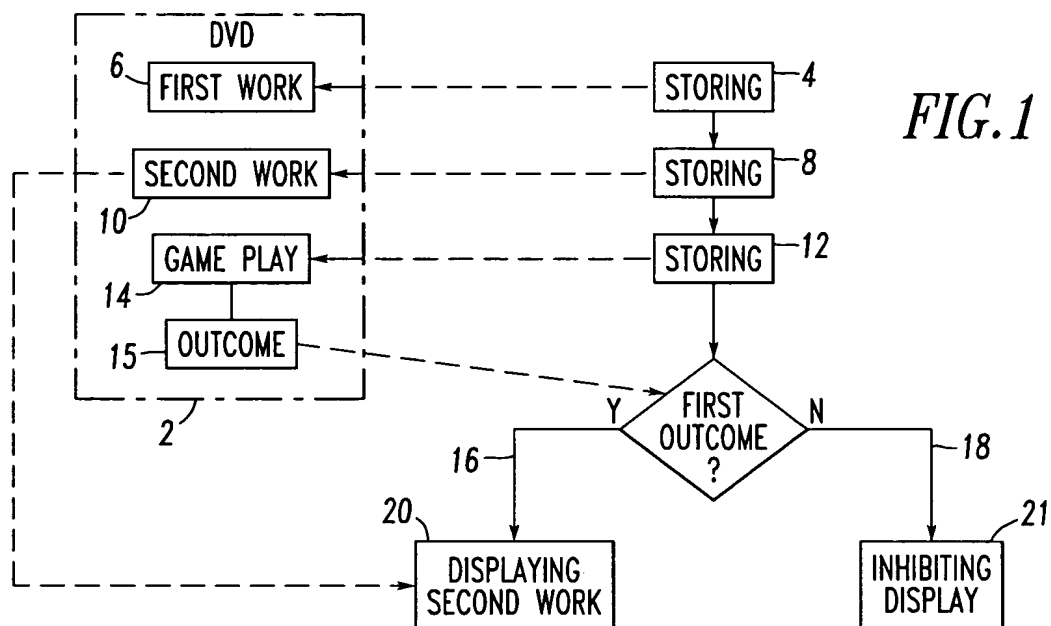 DVD
6
FIRST WORK
STORING
4
FIG.1
SECOND WORK
10
STORING
8
GAME PLAY
14
STORING
12
OUTCOME
15
2
Y
FIRST
OUTCOME
?
N
16
18
20
DISPLAYING
SECOND WORK
21
INHIBITING
DISPLAY